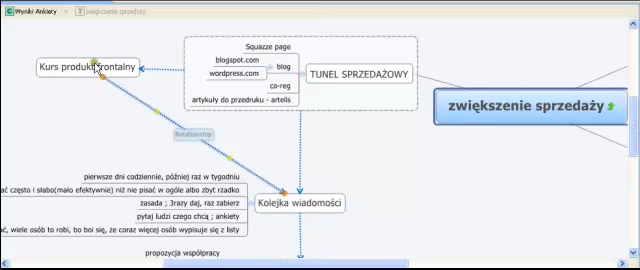 Wyniki Ankiety
zwiększenie sprzedaży
Kurs produkt frontalny
Squazze page
blogspot.com
wordpress.com
blog
co-reg
artykuły do przedruku - artelis
TUNEL SPRZEDAŻOWY
zwiększenie sprzedaży
Relationship
pierwsze dni codziennie, później raz w tygodniu
ać często i słabo(mało efektywnie) niż nie pisać w ogóle albo zbyt rzadko
zasada ; 3razy daj, raz zabierz
pytaj ludzi czego chcą ; ankiety
ać, wiele osób to robi, bo boi się, że coraz więcej osób wypisuje się z listy
Kolejka wiadomości
propozycja współpracy